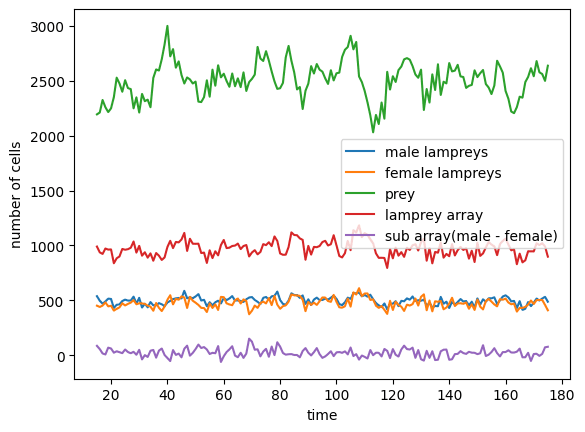 3000
2500
2000
1500
1000
500
0
number of cells
male lampreys
female lampreys
prey
lamprey array
sub array(male - female)
20 40 60 80 100 120 140 160 180
time